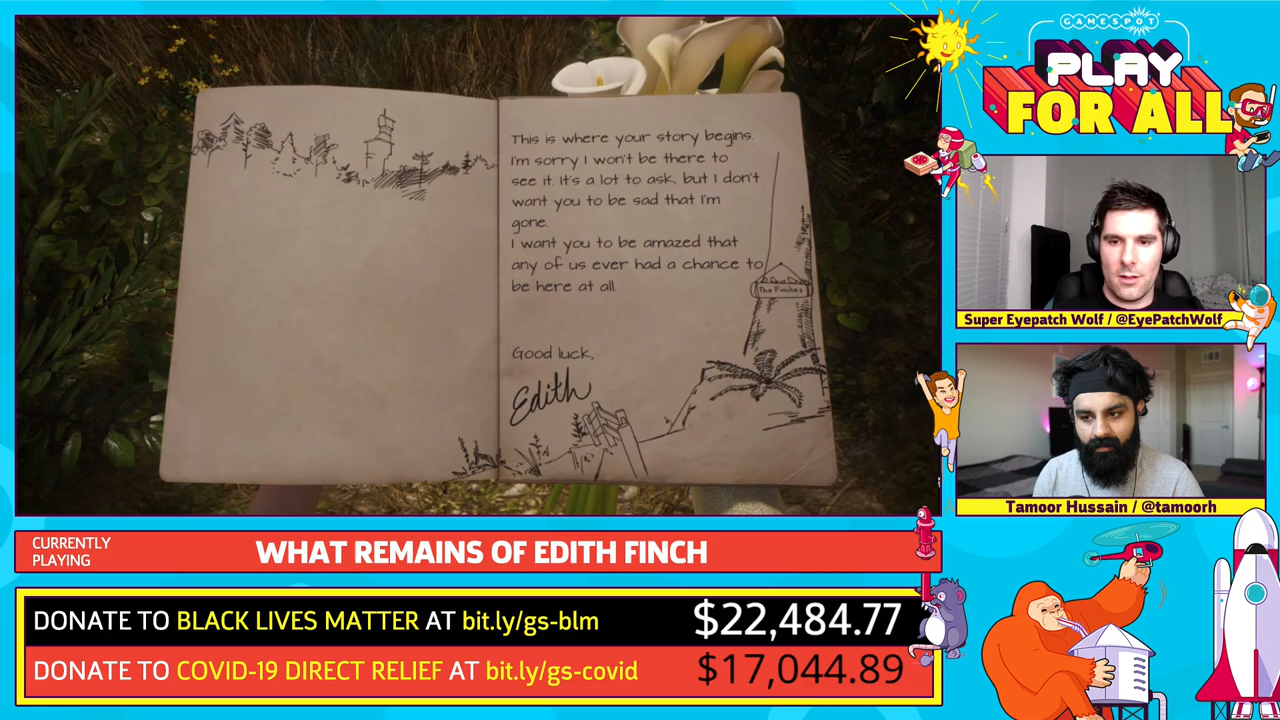 This is where your story begins.
I'm sorry I won't be there to
see it. It's a lot to ask, but I don't
want you to be sad that I'm
gone.
I want you to be amazed that
any of us ever had a chance to
be here at all.
The Finches
Good luck,
Edith
GAMESPOT
PLAY
FOR ALL
Super Eyepatch Wolf / @EyePatchWolf
Tamoor Hussain / @tamoorh
CURRENTLY
PLAYING
WHAT REMAINS OF EDITH FINCH
DONATE TO BLACK LIVES MATTER AT bit.ly/gs-blm $22,484.77
DONATE TO COVID-19 DIRECT RELIEF AT bit.ly/gs-covid $17,044.89